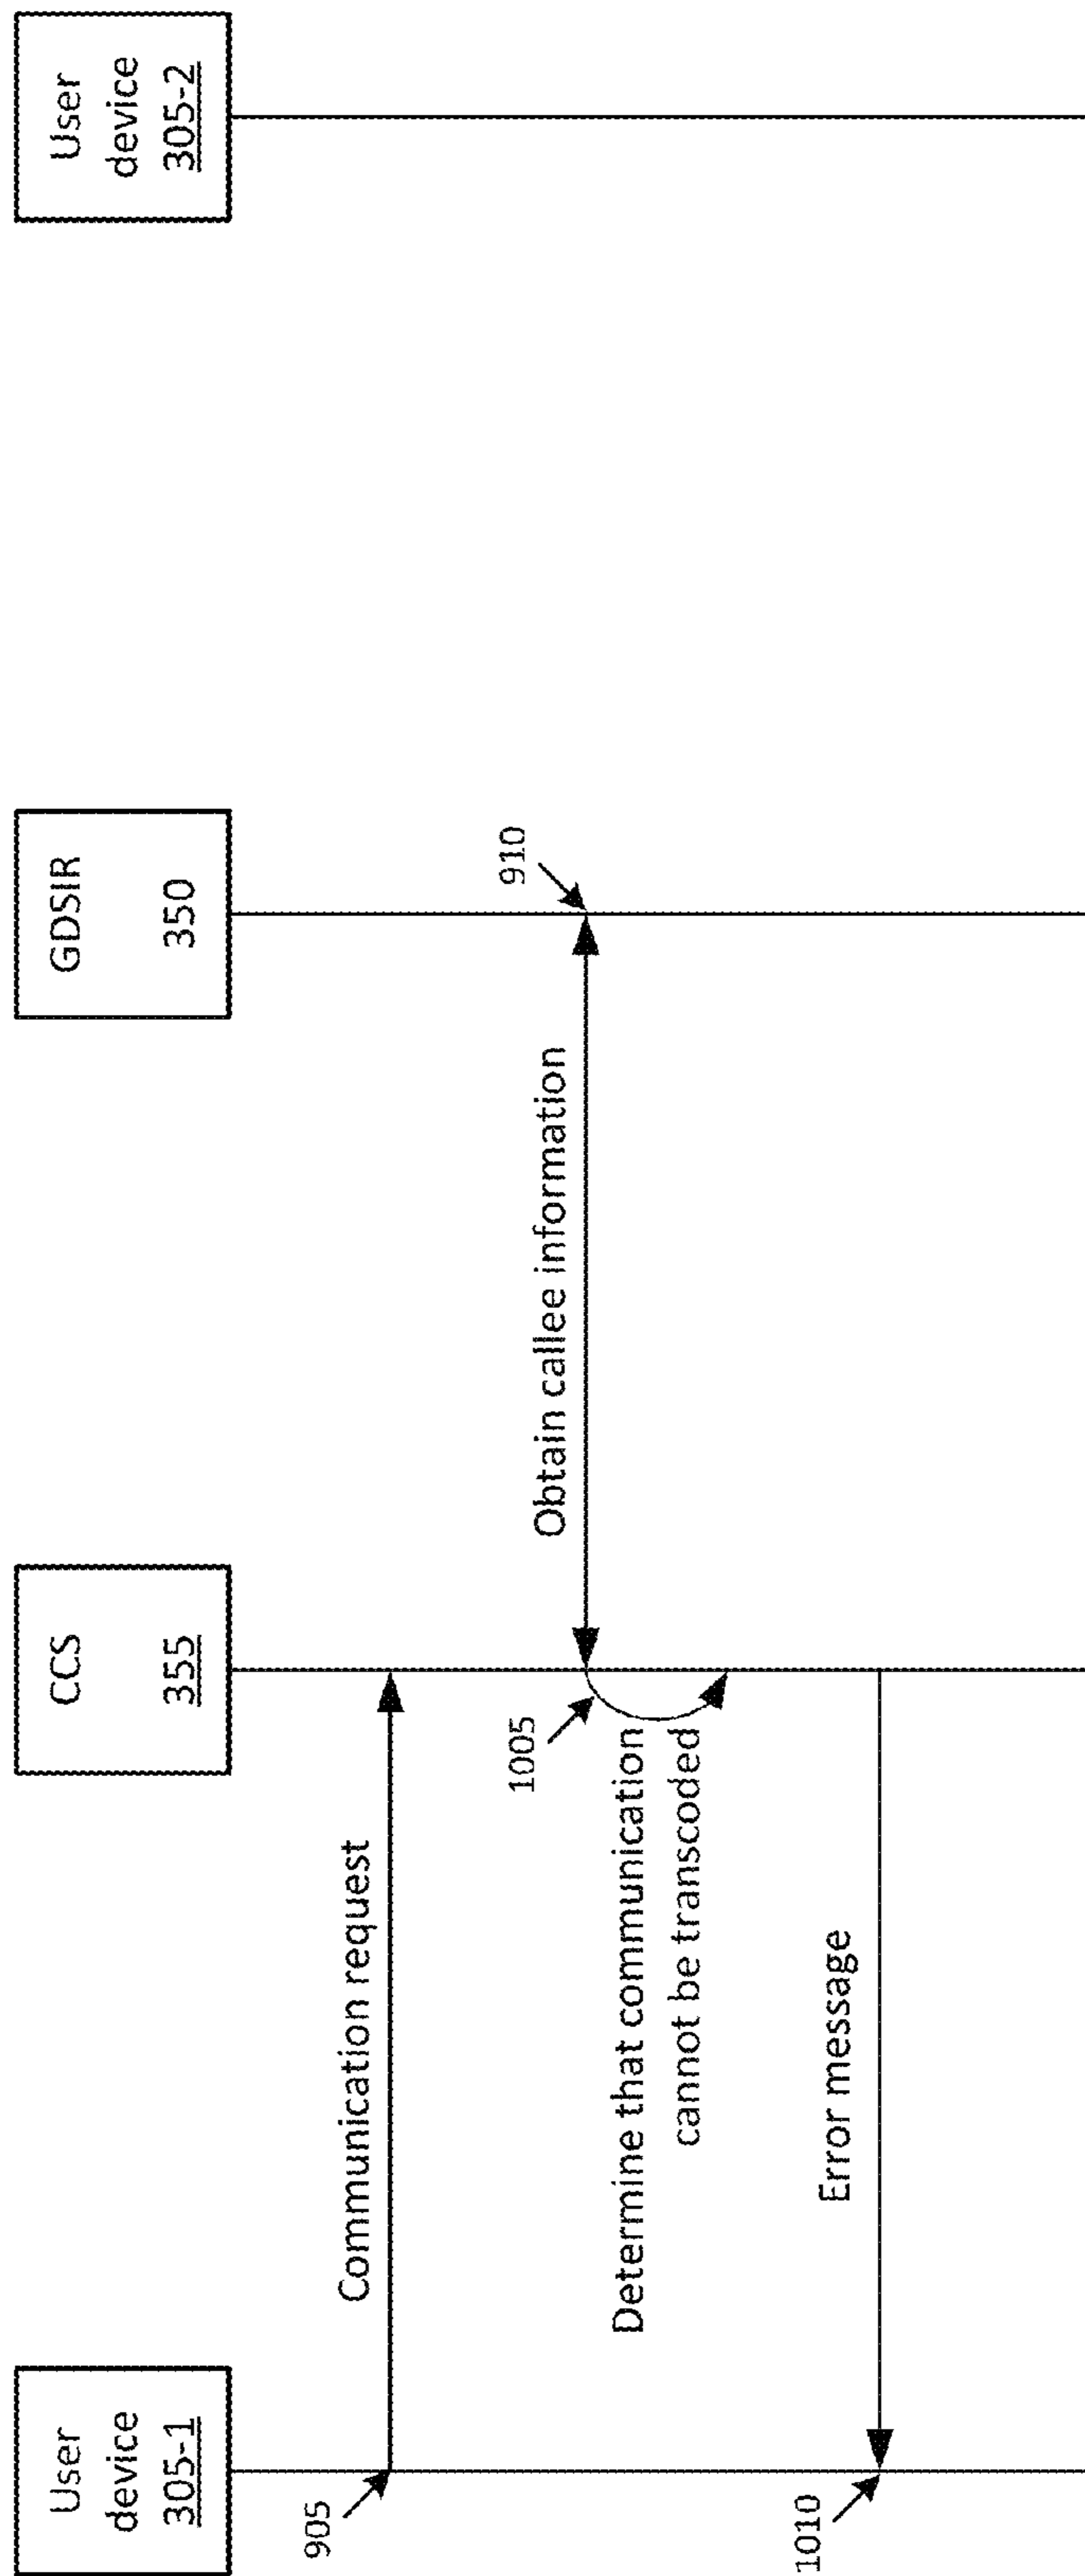 User
device
305-1
CCS
355
GDSIR
350
User
device
305-2
905
Communication request
Obtain callee information
910
1005
Determine that communication
cannot be transcoded
Error message
1010